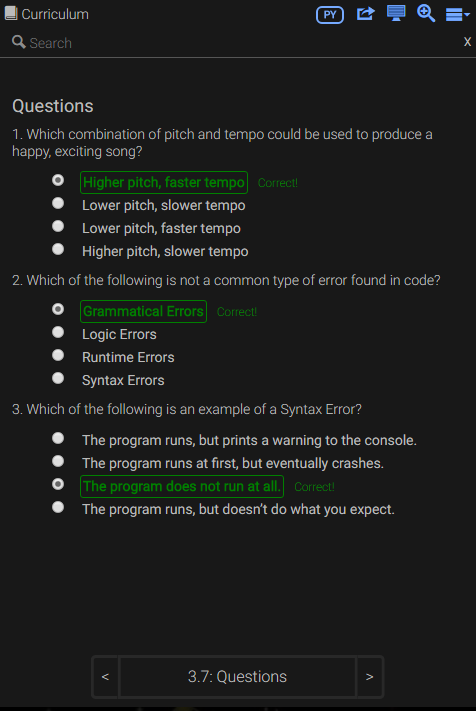 Curriculum
PY
Search
X
Questions
1. Which combination of pitch and tempo could be used to produce a
happy, exciting song?
Higher pitch, faster tempo Correct!
Lower pitch, slower tempo
Lower pitch, faster tempo
Higher pitch, slower tempo
2. Which of the following is not a common type of error found in code?
Grammatical Errors Correct!
Logic Errors
Runtime Errors
Syntax Errors
3. Which of the following is an example of a Syntax Error?
The program runs, but prints a warning to the console.
The program runs at first, but eventually crashes.
The program does not run at all. Correct!
The program runs, but doesn’t do what you expect.
< 3.7: Questions >